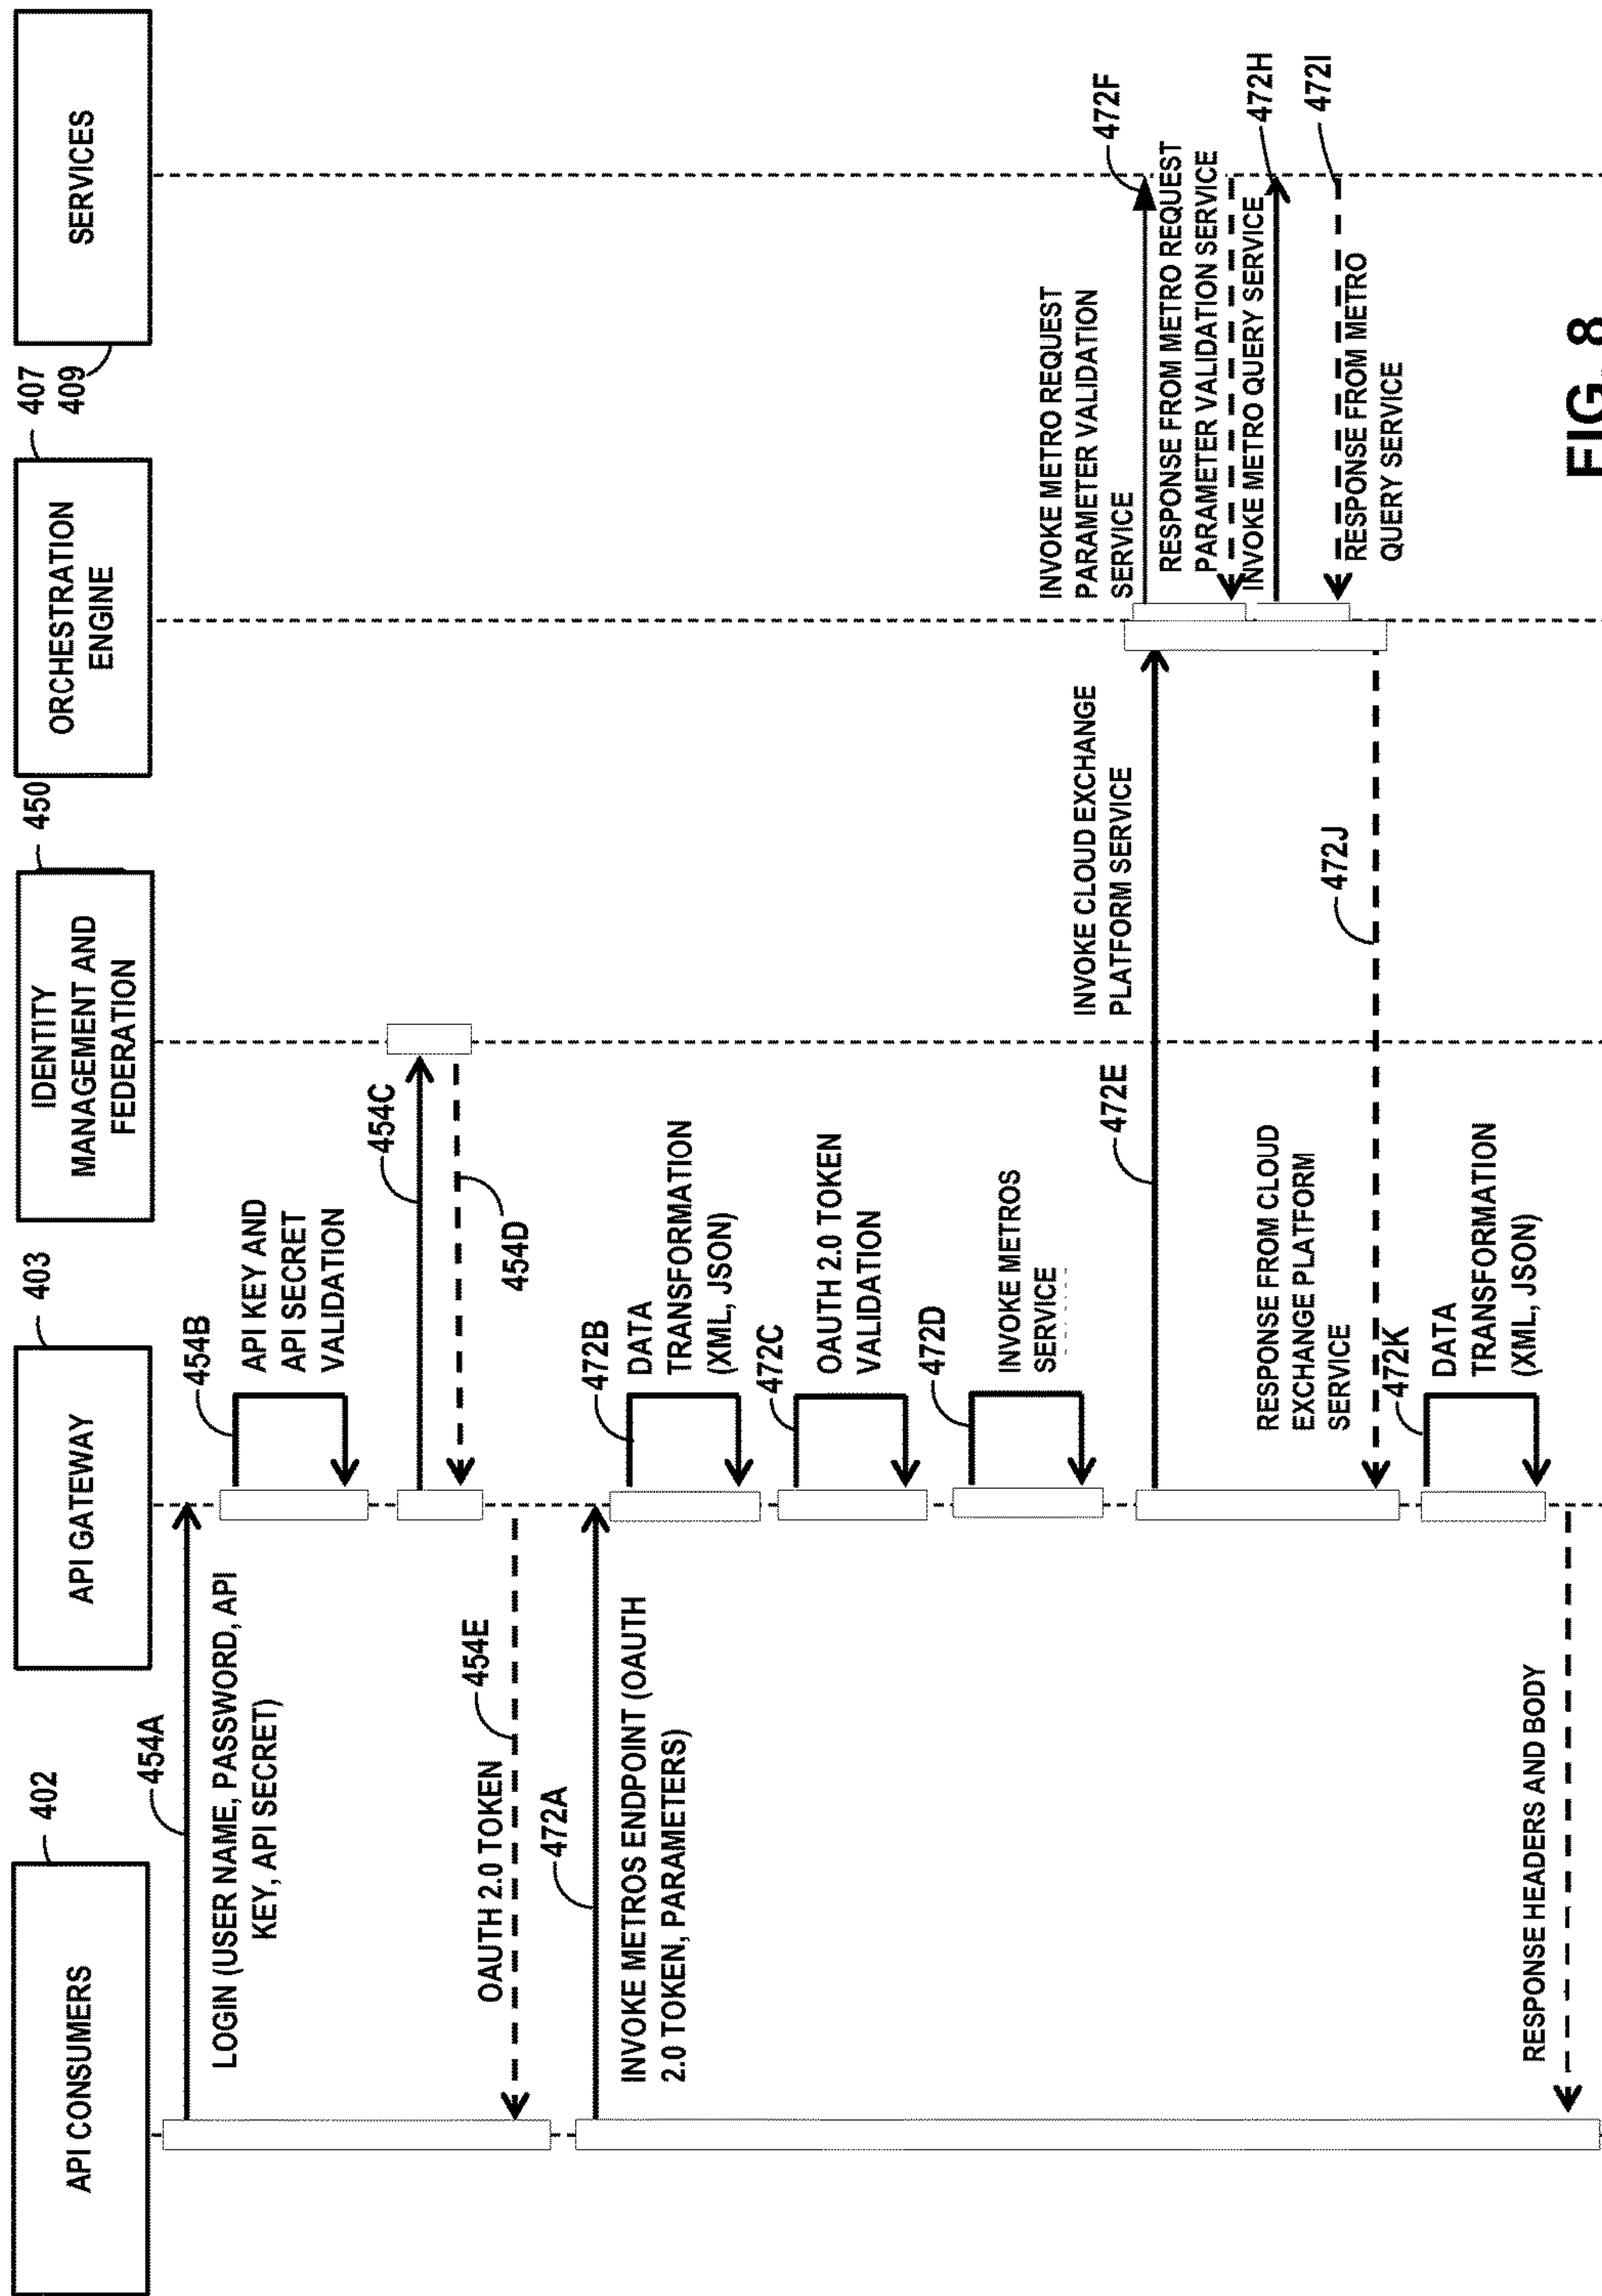 API CONSUMERS
402
API GATEWAY
403
IDENTITY
MANAGEMENT AND
FEDERATION
450
ORCHESTRATION
ENGINE
407
SERVICES
409
454A
LOGIN (USER NAME, PASSWORD, API
KEY, API SECRET)
454B
API KEY AND
API SECRET
VALIDATION
454C
454D
454E
OAUTH 2.0 TOKEN
472A
INVOKE METROS ENDPOINT (OAUTH
2.0 TOKEN, PARAMETERS)
472B
DATA
TRANSFORMATION
(XML, JSON)
472C
OAUTH 2.0 TOKEN
VALIDATION
472D
INVOKE METROS
SERVICE
472E
INVOKE CLOUD EXCHANGE
PLATFORM SERVICE
INVOKE METRO REQUEST
PARAMETER VALIDATION
SERVICE
472F
RESPONSE FROM METRO REQUEST
PARAMETER VALIDATION SERVICE
INVOKE METRO QUERY SERVICE
472H
472I
RESPONSE FROM METRO
QUERY SERVICE
472J
RESPONSE FROM CLOUD
EXCHANGE PLATFORM
SERVICE
472K
DATA
TRANSFORMATION
(XML, JSON)
RESPONSE HEADERS AND BODY
FIG. 8